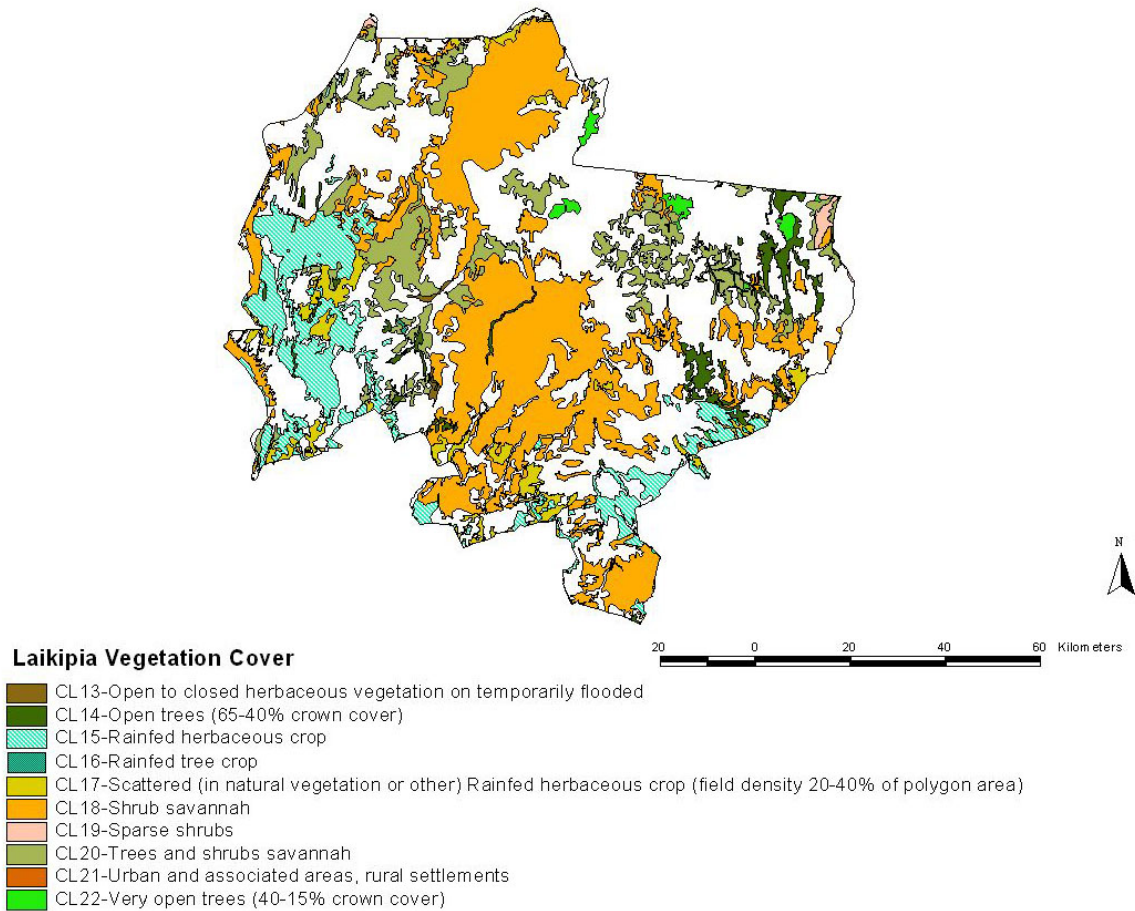 N
20 0 20 40 60 Kilometers
Laikipia Vegetation Cover
CL13-Open to closed herbaceous vegetation on temporarily flooded
CL14-Open trees (65-40% crown cover)
CL15-Rainfed herbaceous crop
CL16-Rainfed tree crop
CL17-Scattered (in natural vegetation or other) Rainfed herbaceous crop (field density 20-40% of polygon area)
CL18-Shrub savannah
CL19-Sparse shrubs
CL20-Trees and shrubs savannah
CL21-Urban and associated areas, rural settlements
CL22-Very open trees (40-15% crown cover)